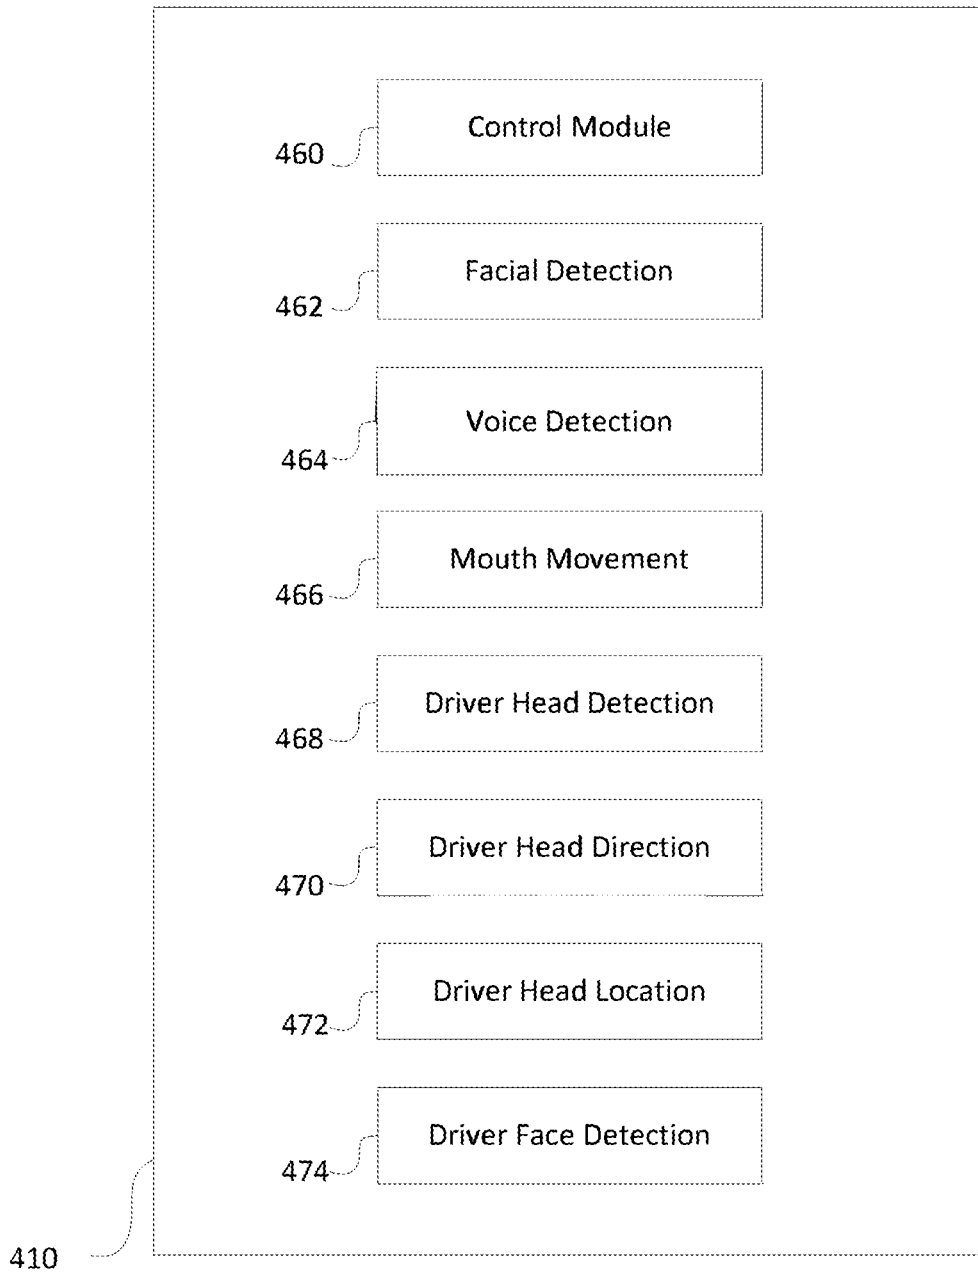 Control Module
460
Facial Detection
462
Voice Detection
464
Mouth Movement
466
Driver Head Detection
468
Driver Head Direction
470
Driver Head Location
472
Driver Face Detection
474
410